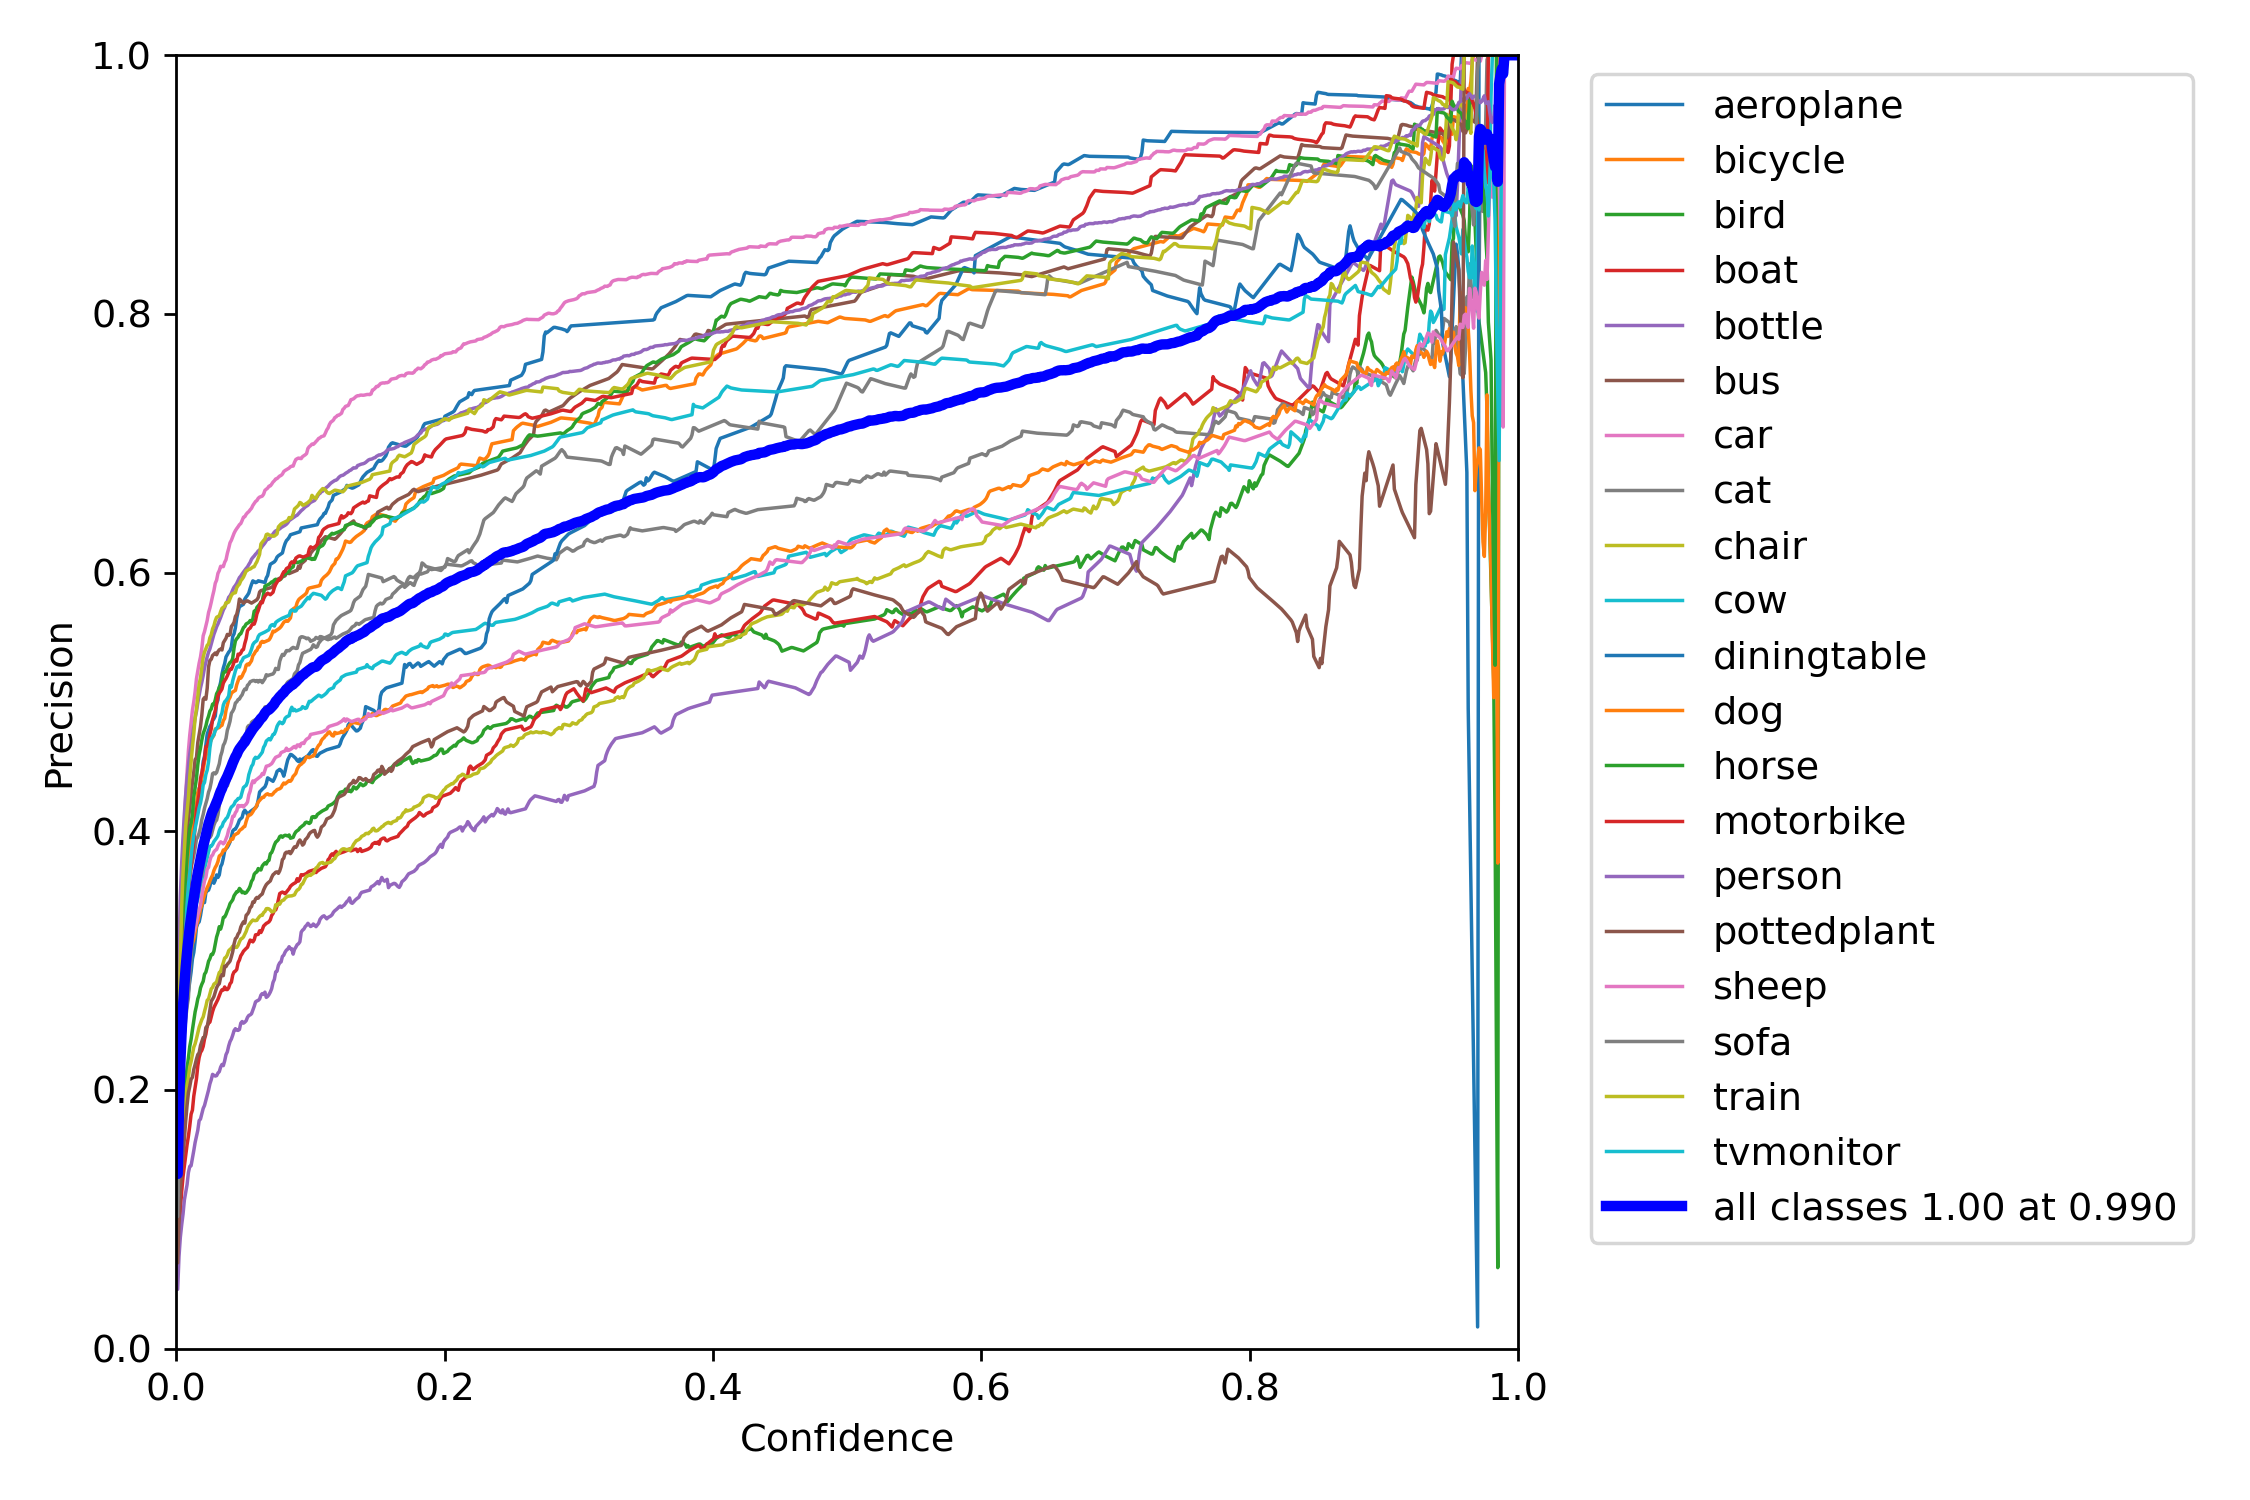 1.0
0.8
0.6
0.4
0.2
0.0
Precision
0.0 0.2 0.4 0.6 0.8 1.0
Confidence
aeroplane
bicycle
bird
boat
bottle
bus
car
cat
chair
cow
diningtable
dog
horse
motorbike
person
pottedplant
sheep
sofa
train
tvmonitor
all classes 1.00 at 0.990